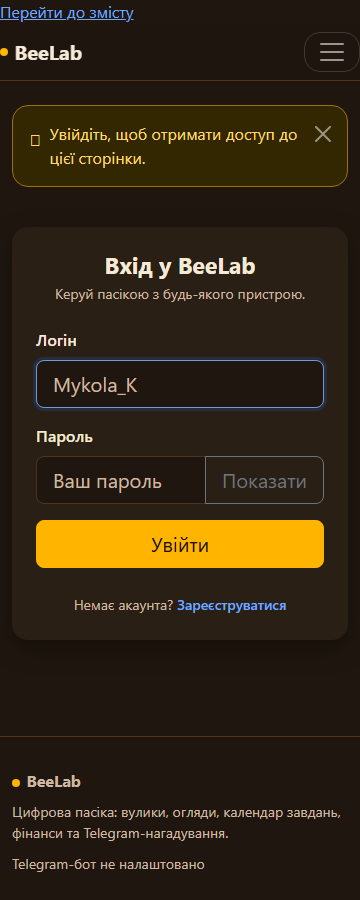 Перейти до змісту
BeeLab
Увійдіть, щоб отримати доступ до
цієї сторінки.
Вхід у BeeLab
Керуй пасікою з будь-якого пристрою.
Логін
Mykola_K
Пароль
Ваш пароль
Показати
Увійти
Немає акаунта? Зареєструватися
BeeLab
Цифрова пасіка: вулики, огляди, календар завдань,
фінанси та Telegram-нагадування.
Telegram-бот не налаштовано